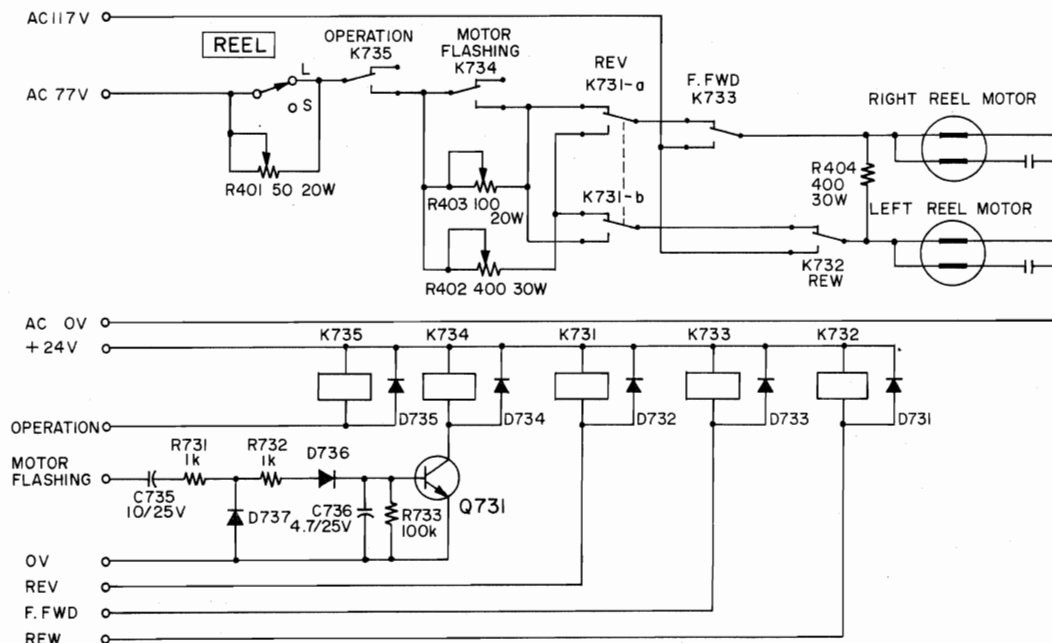 AC117V
REEL
OPERATION
K735
MOTOR
FLASHING
K734
REV
K731-a
F. FWD
K733
RIGHT REEL MOTOR
AC 77V
L
S
R401 50 20W
R403 100
20W
R402 400 30W
K731-b
R404
400
30W
LEFT REEL MOTOR
K732
REW
AC 0V
+24V
K735
K734
K731
K733
K732
D735
D734
D732
D733
D731
OPERATION
MOTOR
FLASHING
R731
1k
R732
1k
D736
C735
10/25V
D737
C736
4.7/25V
R733
100k
Q731
0V
REV
F. FWD
REW